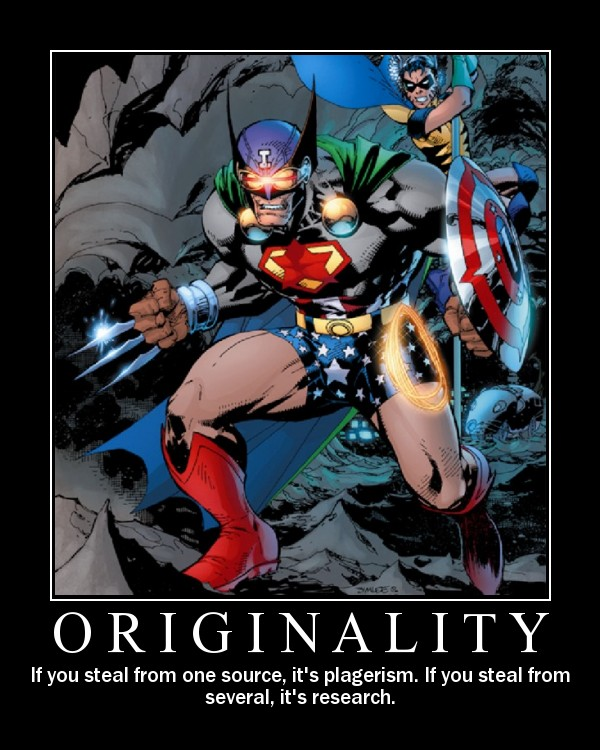 I
ORIGINALITY
If you steal from one source, it's plagerism. If you steal from
several, it's research.